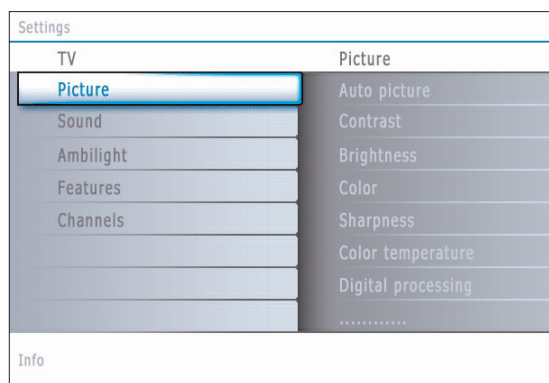 Settings
TV
Picture
Sound
Ambilight
Features
Channels
Picture
Auto picture
Contrast
Brightness
Color
Sharpness
Color temperature
Digital processing
............
Info